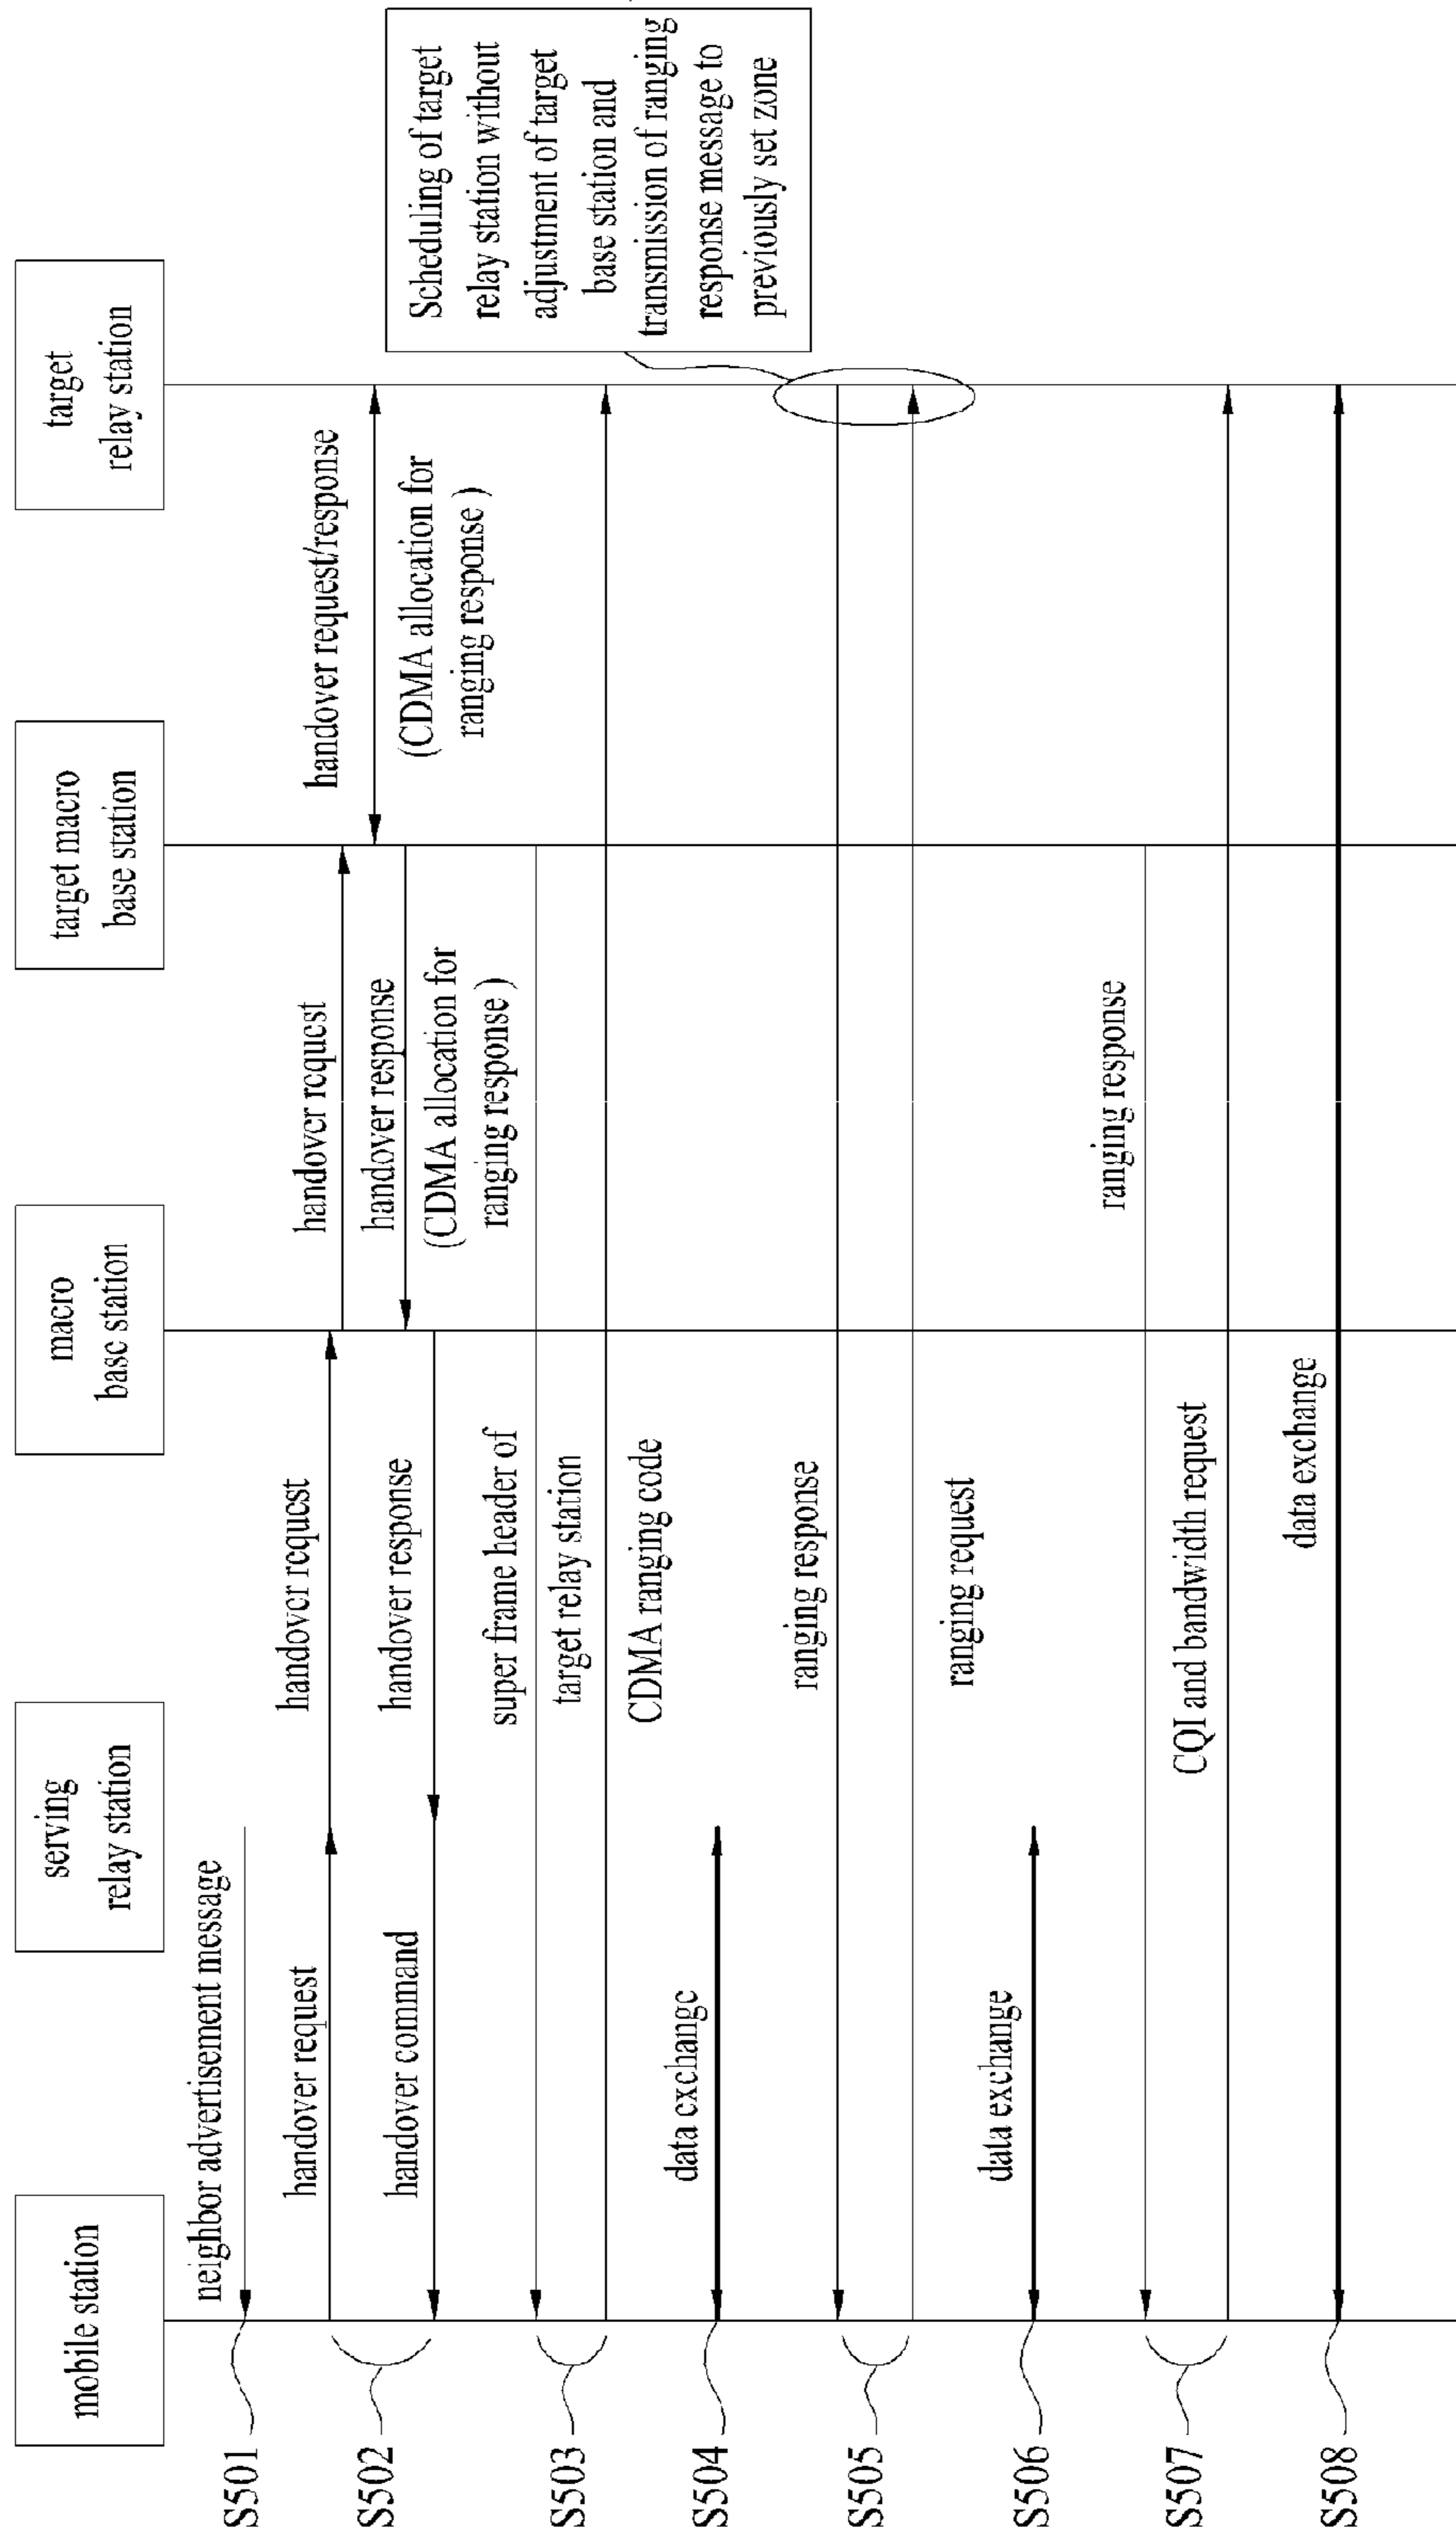 mobile station
serving
relay station
macro
base station
target macro
base station
target
relay station
S501
neighbor advertisement message
S502
handover request
handover request
handover request
handover request/response
(CDMA allocation for
ranging response )
handover response
(CDMA allocation for
ranging response )
handover response
handover command
S503
super frame header of
target relay station
CDMA ranging code
S504
data exchange
S505
ranging response
ranging request
Scheduling of target
relay station without
adjustment of target
base station and
transmission of ranging
response message to
previously set zone
S506
data exchange
S507
ranging response
CQI and bandwidth request
S508
data exchange